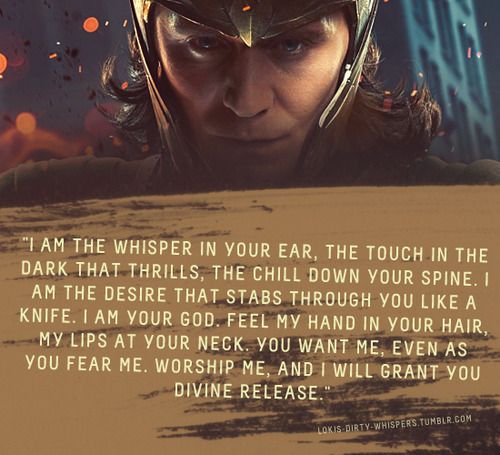 "I AM THE WHISPER IN YOUR EAR, THE TOUCH IN THE
DARK THAT THRILLS, THE CHILL DOWN YOUR SPINE. I
AM THE DESIRE THAT STABS THROUGH YOU LIKE A
KNIFE. I AM YOUR GOD. FEEL MY HAND IN YOUR HAIR,
MY LIPS AT YOUR NECK. YOU WANT ME, EVEN AS
YOU FEAR ME. WORSHIP ME, AND I WILL GRANT YOU
DIVINE RELEASE."
LOKIS-DIRTY-WHISPERS.TUMBLR.COM